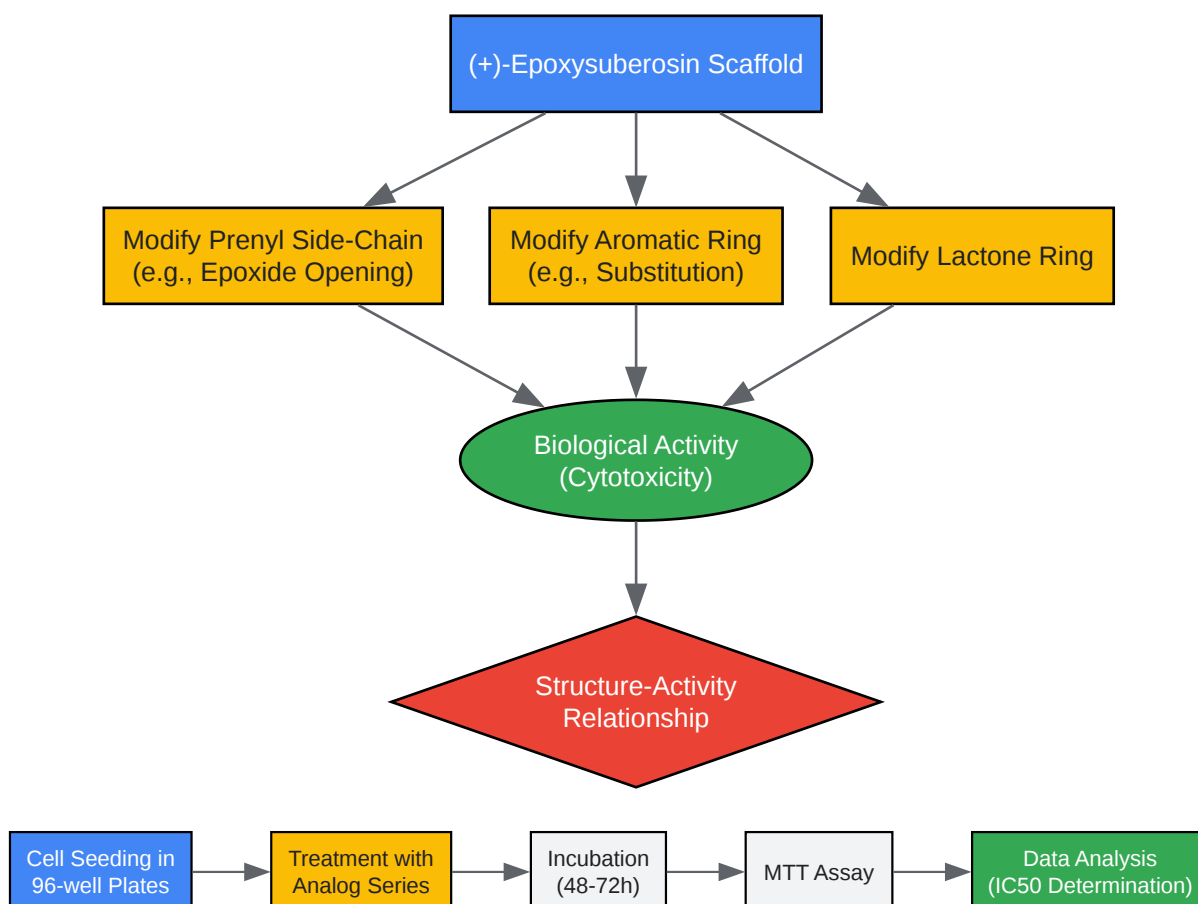 (+)-Epoxysuberosin Scaffold
Modify Prenyl Side-Chain
(e.g., Epoxide Opening)
Modify Aromatic Ring
(e.g., Substitution)
Modify Lactone Ring
Biological Activity
(Cytotoxicity)
Structure-Activity
Relationship
Cell Seeding in
96-well Plates
Treatment with
Analog Series
Incubation
(48-72h)
MTT Assay
Data Analysis
(IC50 Determination)